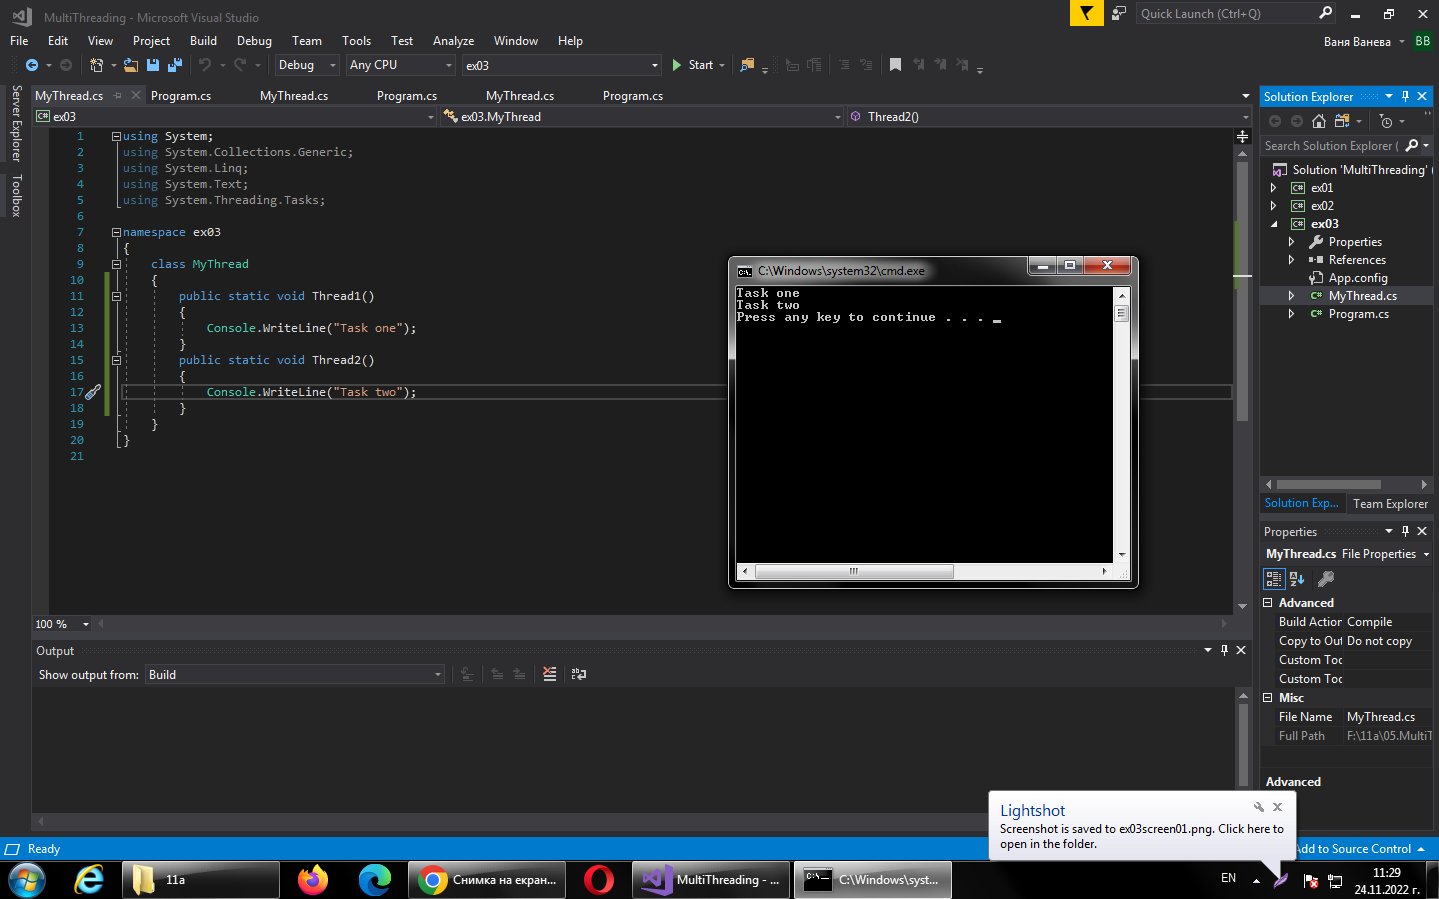 MultiThreading - Microsoft Visual Studio
Quick Launch (Ctrl+Q)
File Edit View Project Build Debug Team Tools Test Analyze Window Help
Ваня Ванева BB
Debug Any CPU ex03 Start
Server Explorer
Toolbox
MyThread.cs Program.cs MyThread.cs Program.cs MyThread.cs Program.cs
ex03 ex03.MyThread Thread2()
1 using System;
2 using System.Collections.Generic;
3 using System.Linq;
4 using System.Text;
5 using System.Threading.Tasks;
6
7 namespace ex03
8 {
9 class MyThread
10 {
11 public static void Thread1()
12 {
13 Console.WriteLine("Task one");
14 }
15 public static void Thread2()
16 {
17 Console.WriteLine("Task two");
18 }
19 }
20 }
21
100 %
C:\Windows\system32\cmd.exe
Task one
Task two
Press any key to continue . . . _
Solution Explorer
Search Solution Explorer (
Solution 'MultiThreading' (
C# ex01
C# ex02
C# ex03
Properties
References
App.config
C# MyThread.cs
C# Program.cs
Solution Exp... Team Explorer
Properties
MyThread.cs File Properties
Advanced
Build Action Compile
Copy to Out Do not copy
Custom Too
Custom Too
Misc
File Name MyThread.cs
Full Path F:\11a\05.MultiT
Advanced
Output
Show output from: Build
Lightshot
Screenshot is saved to ex03screen01.png. Click here to
open in the folder.
Ready
Add to Source Control
11a
Снимка на екран...
MultiThreading - ...
C:\Windows\syst...
EN
11:29
24.11.2022 г.